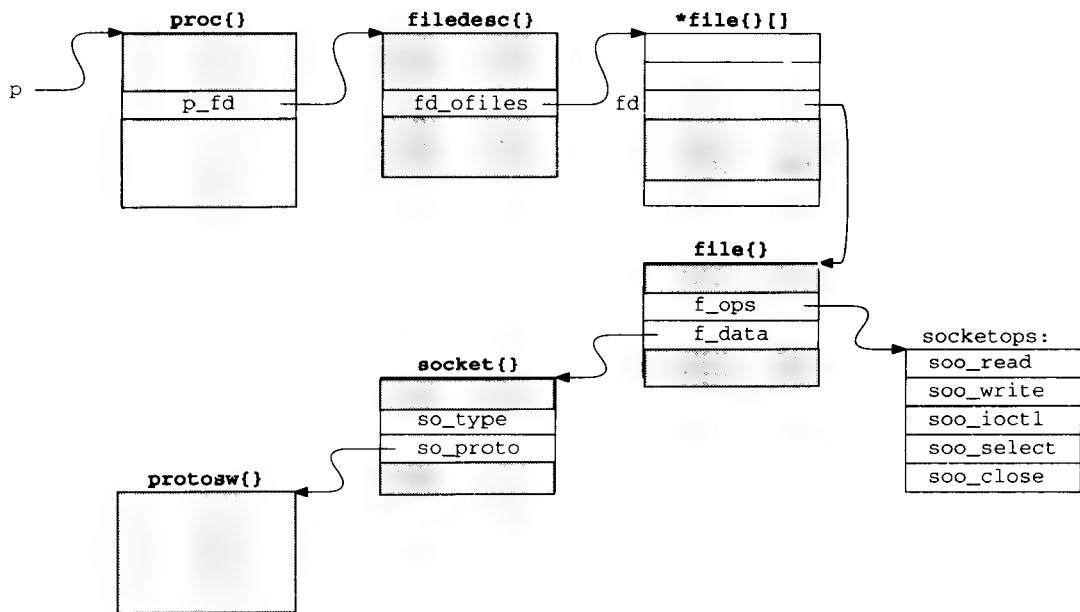 proc{}
filedesc{}
*file{}[]
p
p_fd
fd_ofiles
fd
file{}
f_ops
f_data
socketops:
soo_read
soo_write
soo_ioctl
soo_select
soo_close
socket{}
so_type
so_proto
protosw{}